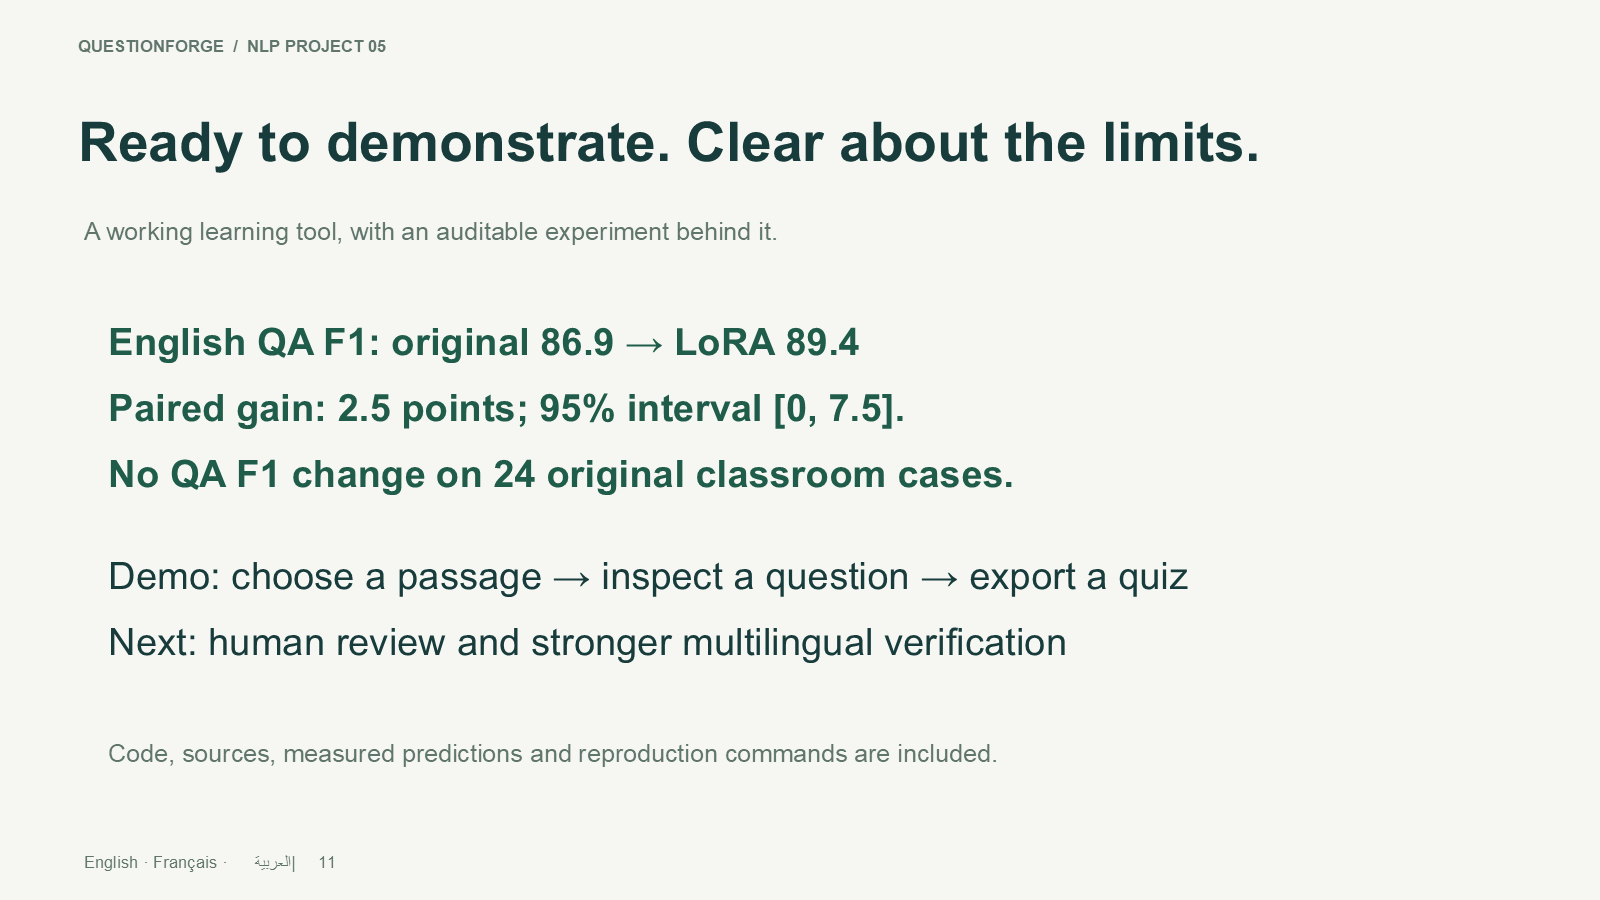 QUESTIONFORGE / NLP PROJECT 05
Ready to demonstrate. Clear about the limits.
A working learning tool, with an auditable experiment behind it.
English QA F1: original 86.9 → LoRA 89.4
Paired gain: 2.5 points; 95% interval [0, 7.5].
No QA F1 change on 24 original classroom cases.
Demo: choose a passage → inspect a question → export a quiz
Next: human review and stronger multilingual verification
Code, sources, measured predictions and reproduction commands are included.
English · Français · العربية | 11